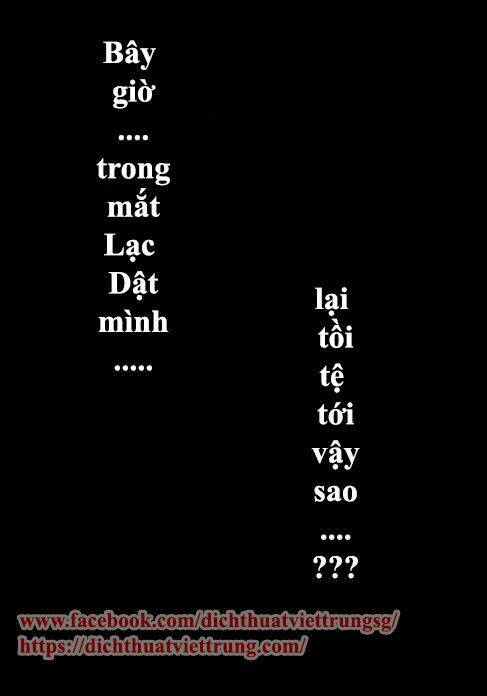 Bây
giờ
....
trong
mắt
Lạc
Dật
mình
.....
lại
tồi
tệ
tới
vậy
sao
....
???
www.facebook.com/dichthuatviettrungsg/
https://dichthuatviettrung.com/